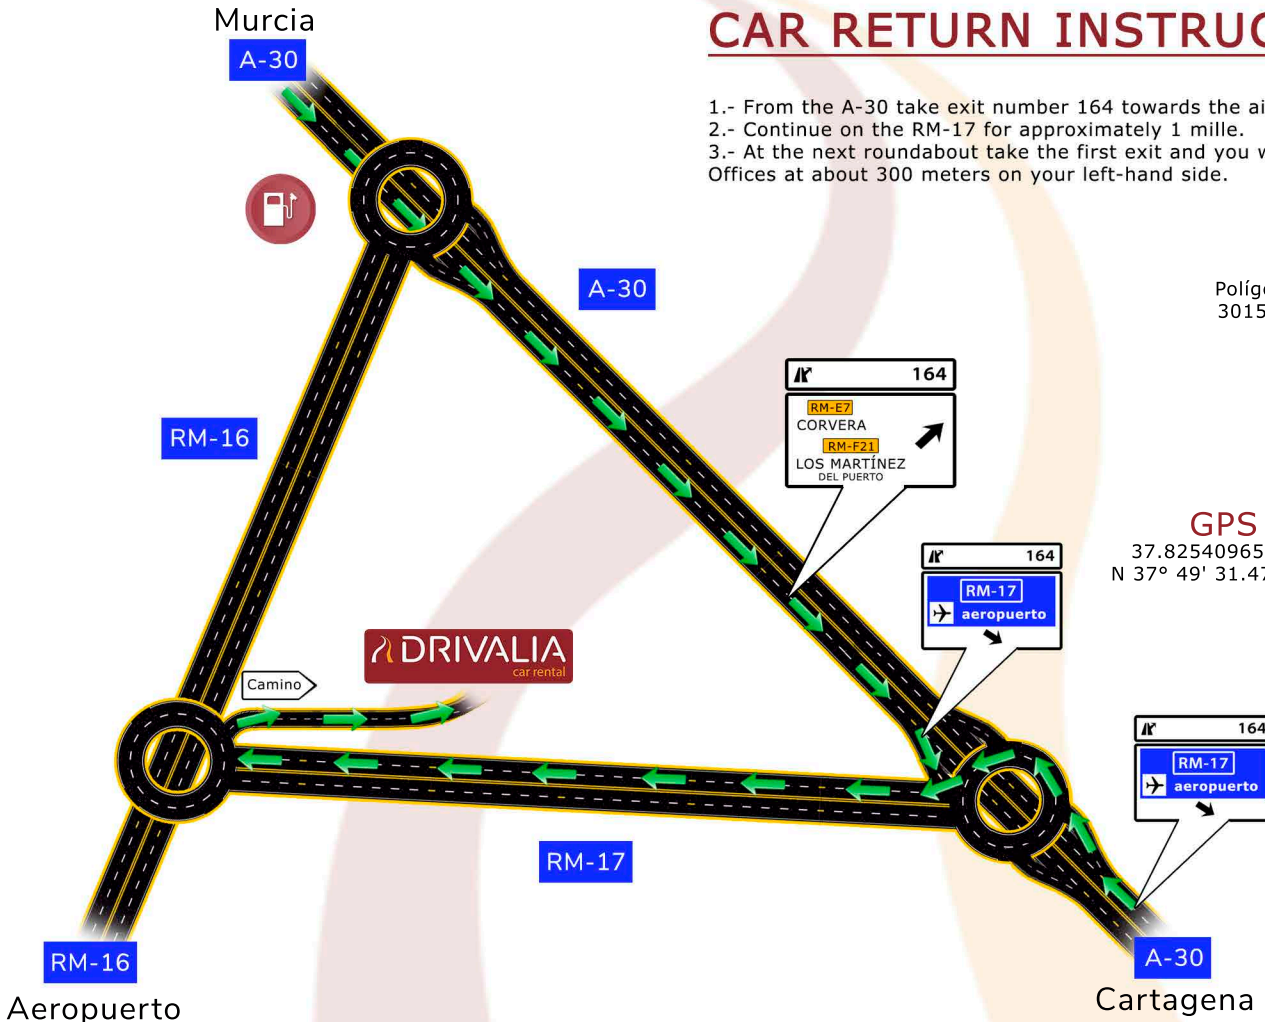 Murcia
A-30
CAR RETURN INSTRUC
1.- From the A-30 take exit number 164 towards the ai
2.- Continue on the RM-17 for approximately 1 mille.
3.- At the next roundabout take the first exit and you w
Offices at about 300 meters on your left-hand side.
A-30
Políg
3015
164
RM-E7
CORVERA
RM-F21
LOS MARTÍNEZ
DEL PUERTO
RM-16
GPS
37.82540965
N 37° 49' 31.47
164
RM-17
aeropuerto
DRIVALIA
car rental
Camino
164
RM-17
aeropuerto
RM-17
A-30
Cartagena
RM-16
Aeropuerto